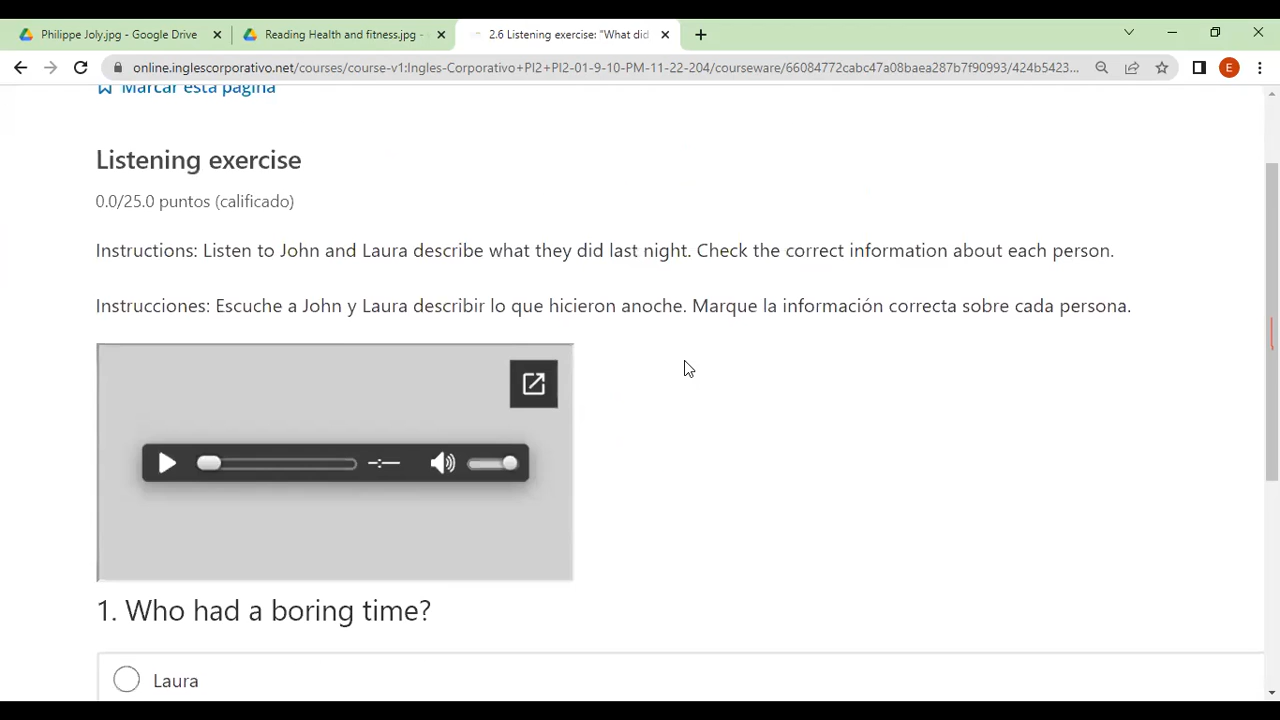 Philippe Joly.jpg - Google Drive
Reading Health and fitness.jpg -
2.6 Listening exercise: "What did
online.inglescorporativo.net/courses/course-v1:Ingles-Corporativo+PI2+PI2-01-9-10-PM-11-22-204/courseware/66084772cabc47a08baea287b7f90993/424b5423...
E
Marcar esta página
Listening exercise
0.0/25.0 puntos (calificado)
Instructions: Listen to John and Laura describe what they did last night. Check the correct information about each person.
Instrucciones: Escuche a John y Laura describir lo que hicieron anoche. Marque la información correcta sobre cada persona.
-:--
1. Who had a boring time?
Laura